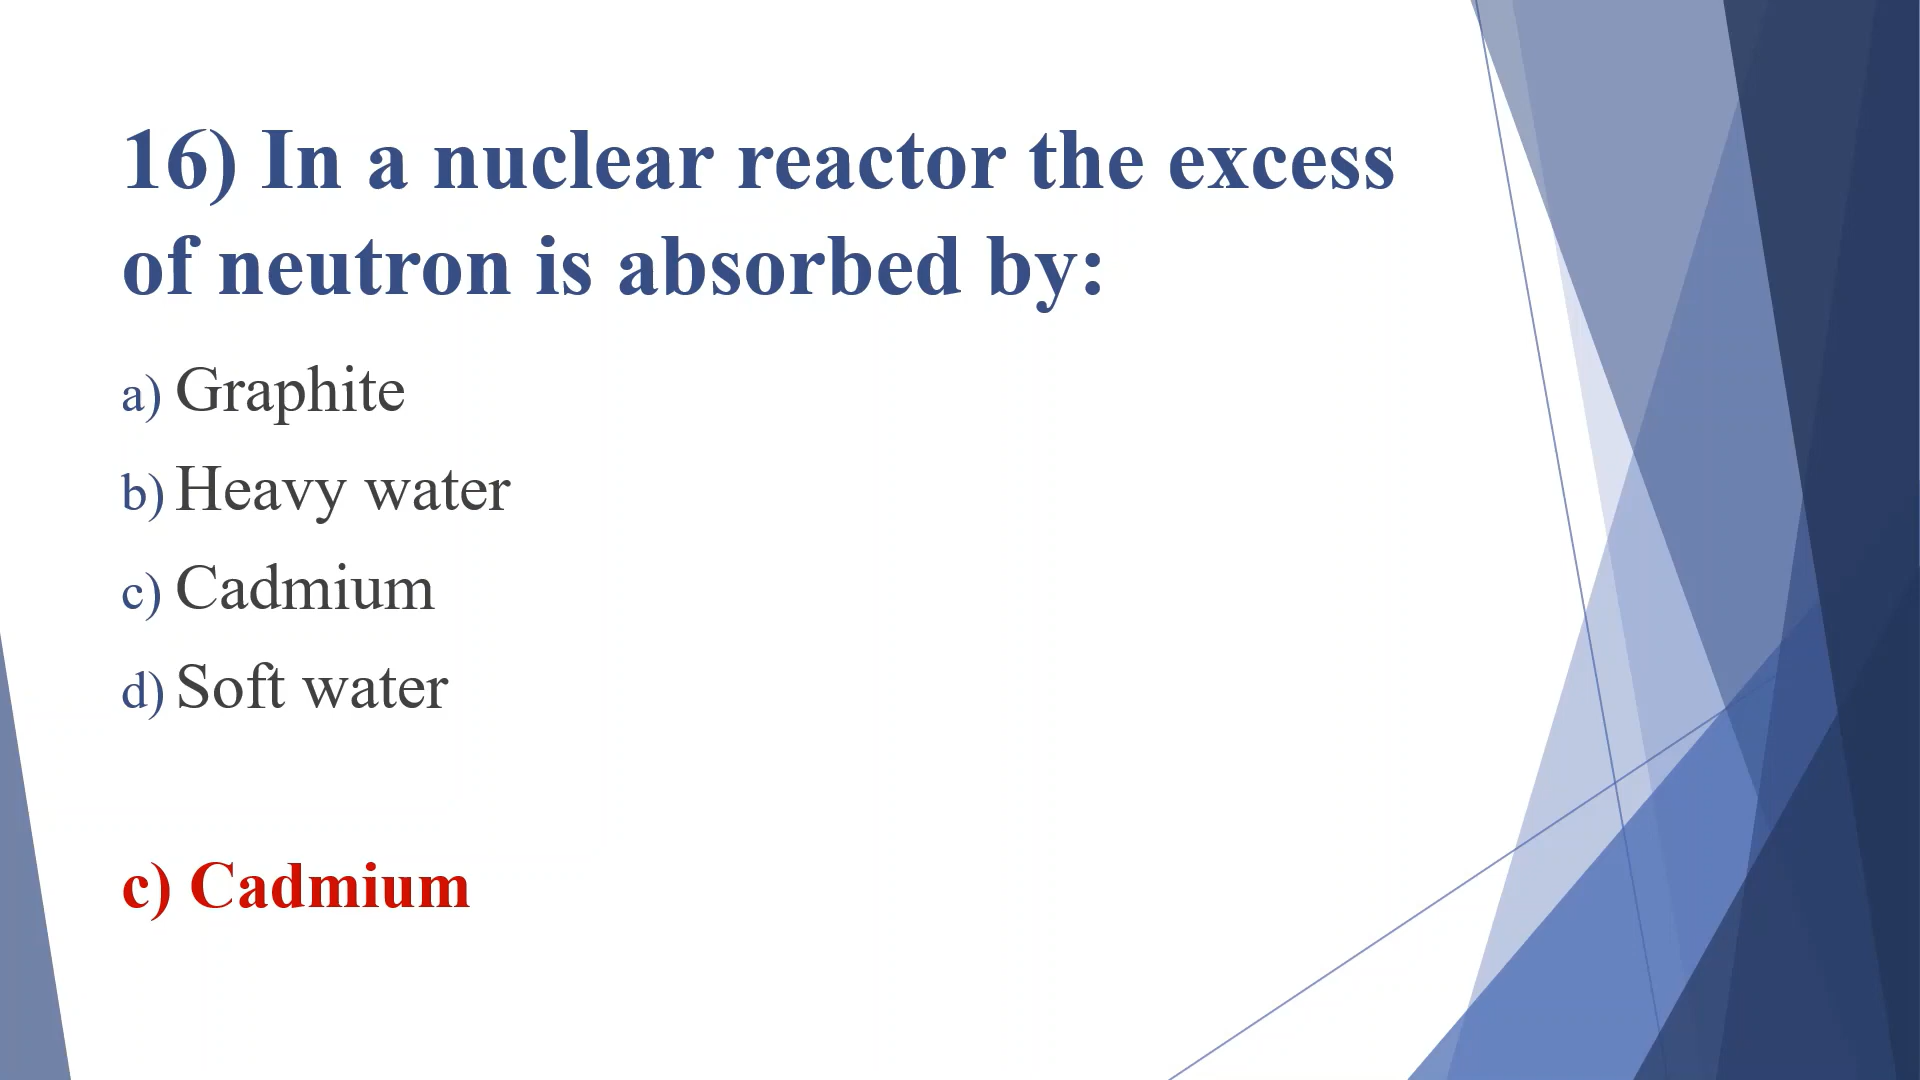 16) In a nuclear reactor the excess
of neutron is absorbed by:
a) Graphite
b) Heavy water
c) Cadmium
d) Soft water
c) Cadmium